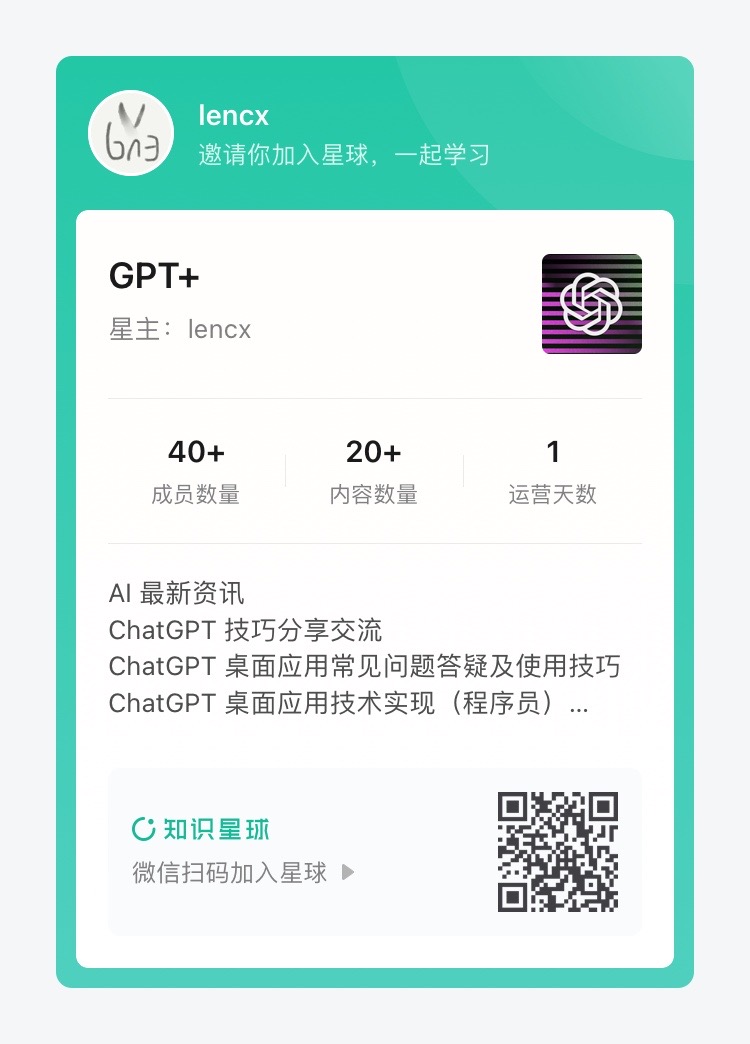 lencx
邀请你加入星球，一起学习
GPT+
星主：lencx
40+
成员数量
20+
内容数量
1
运营天数
AI 最新资讯
ChatGPT 技巧分享交流
ChatGPT 桌面应用常见问题答疑及使用技巧
ChatGPT 桌面应用技术实现（程序员）...
知识星球
微信扫码加入星球